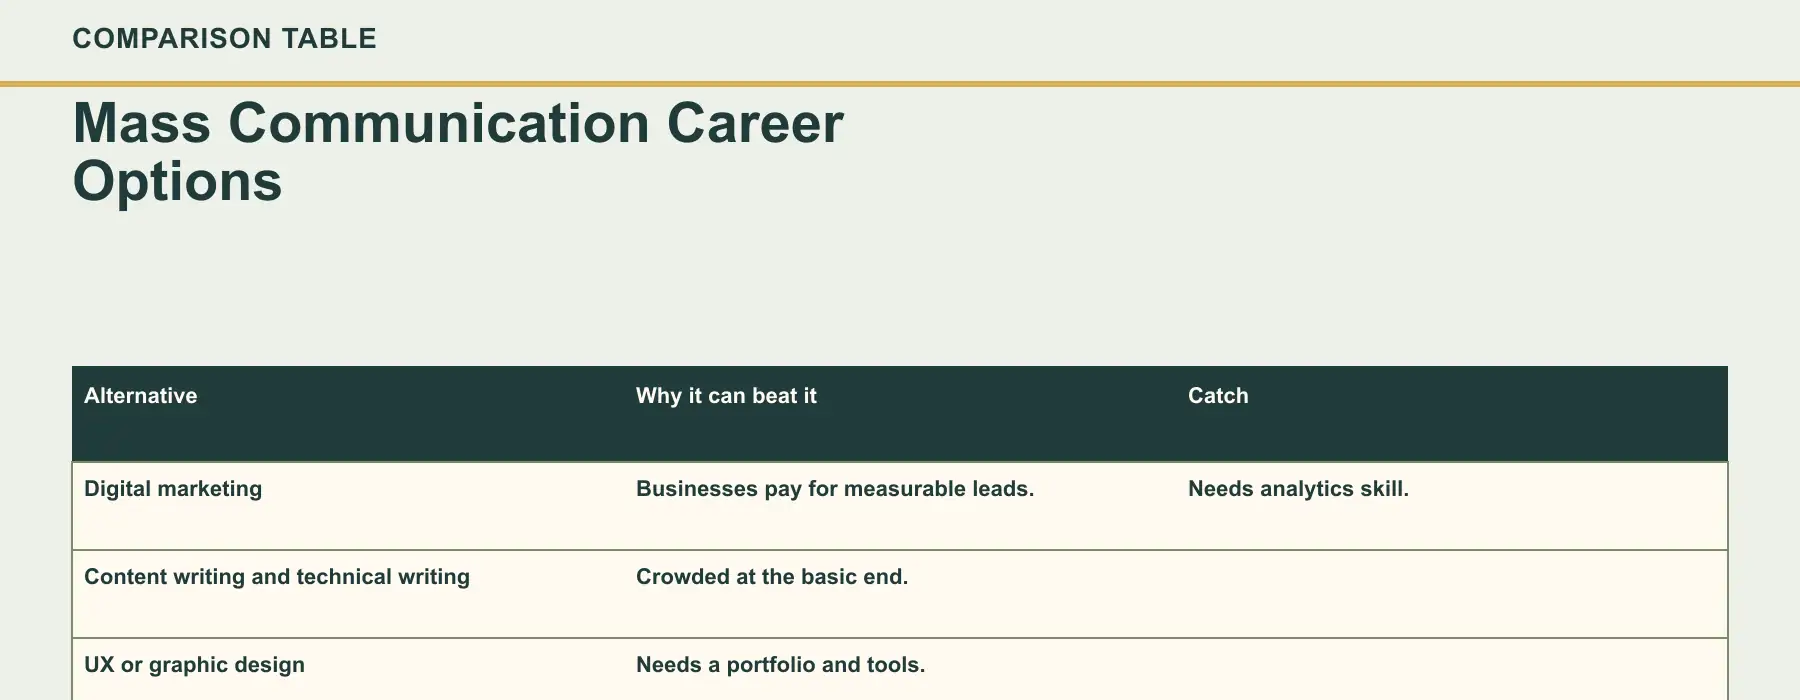 COMPARISON TABLE
Mass Communication Career
Options
Alternative Why it can beat it Catch
Digital marketing Businesses pay for measurable leads. Needs analytics skill.
Content writing and technical writing Crowded at the basic end.
UX or graphic design Needs a portfolio and tools.